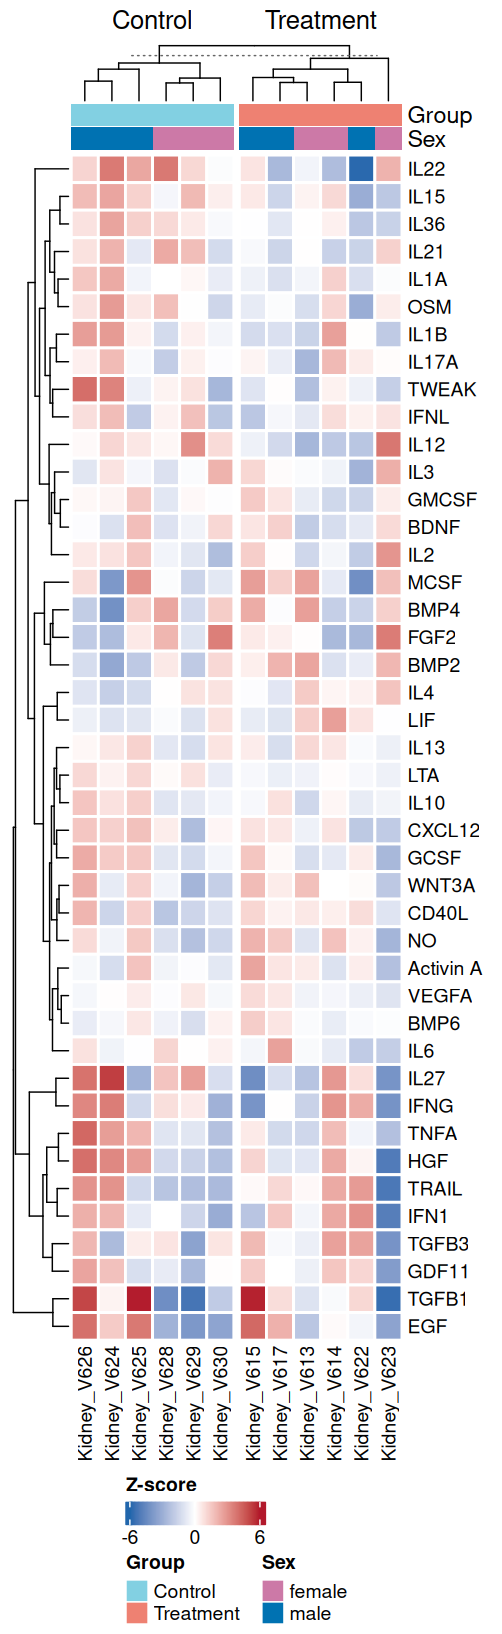 Control Treatment
Group
Sex
IL22
IL15
IL36
IL21
IL1A
OSM
IL1B
IL17A
TWEAK
IFNL
IL12
IL3
GMCSF
BDNF
IL2
MCSF
BMP4
FGF2
BMP2
IL4
LIF
IL13
LTA
IL10
CXCL12
GCSF
WNT3A
CD40L
NO
Activin A
VEGFA
BMP6
IL6
IL27
IFNG
TNFA
HGF
TRAIL
IFN1
TGFB3
GDF11
TGFB1
EGF
Kidney_V626
Kidney_V624
Kidney_V625
Kidney_V628
Kidney_V629
Kidney_V630
Kidney_V615
Kidney_V617
Kidney_V613
Kidney_V614
Kidney_V622
Kidney_V623
Z-score
-6 0 6
Group Sex
Control female
Treatment male